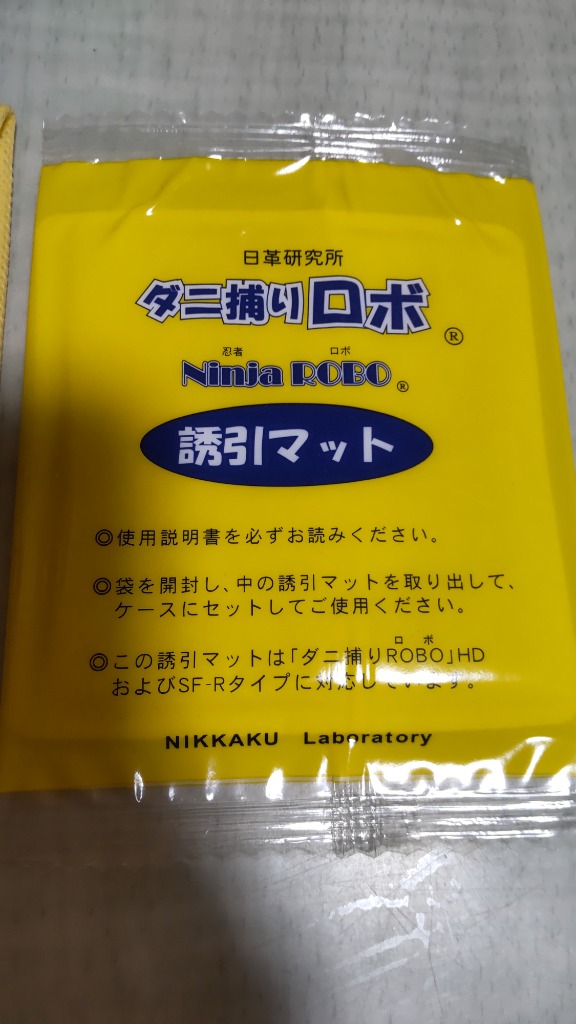 日革研究所
ダニ捕りロボ®
忍者 ロボ
Ninja ROBO®
誘引マット
◎使用説明書を必ずお読みください。
◎袋を開封し、中の誘引マットを取り出して、
ケースにセットしてご使用ください。
ロボ
◎この誘引マットは「ダニ捕りROBO」HD
およびSF-Rタイプに対応しています。
NIKKAKU Laboratory